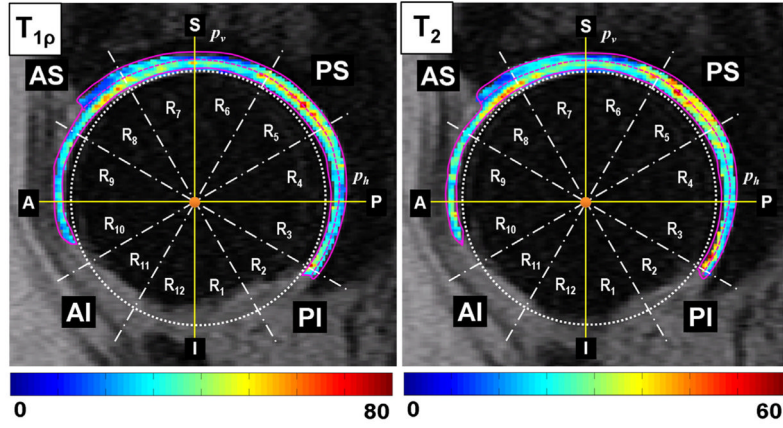 T1ρ
S
pv
AS
PS
R7
R6
R8
R5
R9
R4
ph
A
P
R10
R3
R11
R2
R12
R1
AI
PI
I
0
80
T2
S
pv
AS
PS
R7
R6
R8
R5
R9
R4
ph
A
P
R10
R3
R11
R2
R12
R1
AI
PI
I
0
60